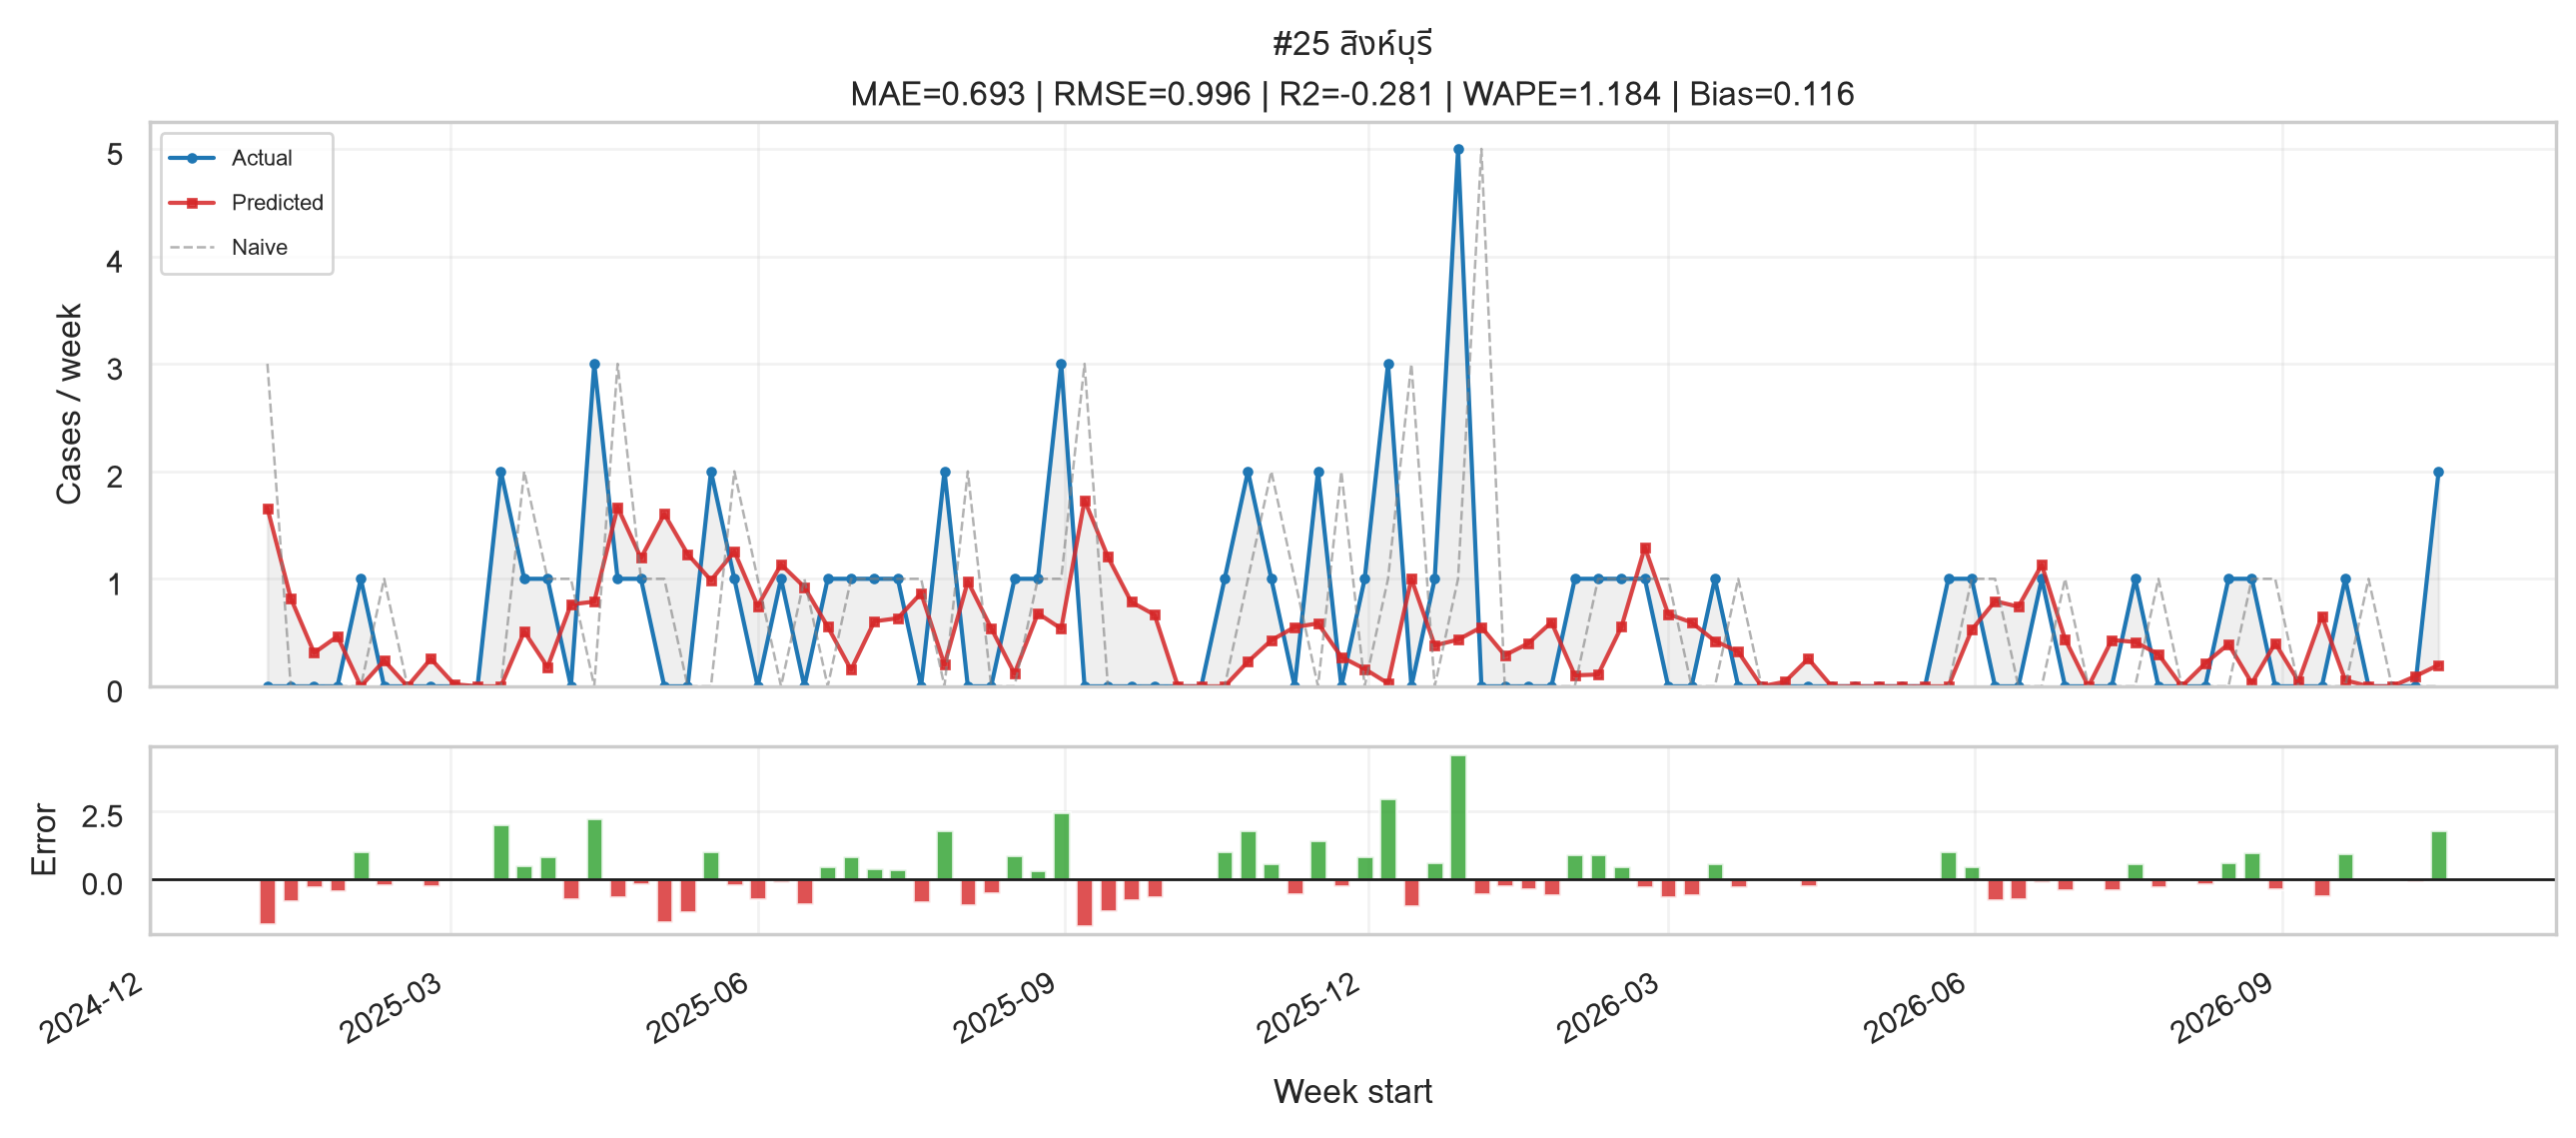 #25 สิงห์บุรี
MAE=0.693 | RMSE=0.996 | R2=-0.281 | WAPE=1.184 | Bias=0.116
Actual
Predicted
Naive
Cases / week
5
4
3
2
1
0
Error
2.5
0.0
2024-12
2025-03
2025-06
2025-09
2025-12
2026-03
2026-06
2026-09
Week start